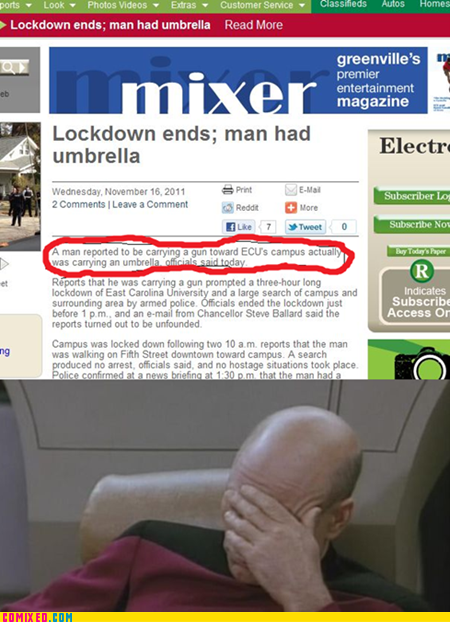 ports Look Photos Videos Extras Customer Service Classifieds Autos Homes
Lockdown ends; man had umbrella Read More
mixer
greenville's
premier
entertainment
magazine
Lockdown ends; man had
umbrella
Wednesday, November 16, 2011
2 Comments | Leave a Comment
Print E-Mail
Reddit More
Like 7 Tweet 0
A man reported to be carrying a gun toward ECU's campus actually
was carrying an umbrella, officials said today.
Reports that he was carrying a gun prompted a three-hour long
lockdown of East Carolina University and a large search of campus and
surrounding area by armed police. Officials ended the lockdown just
before 1 p.m., and an e-mail from Chancellor Steve Ballard said the
reports turned out to be unfounded.
Campus was locked down following two 10 a.m. reports that the man
was walking on Fifth Street downtown toward campus. A search
produced no arrest, officials said, and no hostage situations took place.
Police confirmed at a news briefing at 1:30 p.m. that the man had a
eb
et
ng
Electr
Subscriber Log
Subscribe Nov
Buy Today's Paper
R
Indicates
Subscribe
Access On
COMIXED.COM